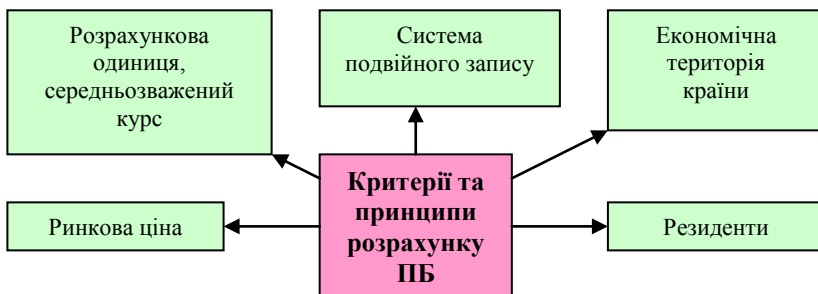 Розрахункова
одиниця,
середньозважений
курс
Система
подвійного запису
Економічна
територія
країни
Критерії та
принципи
розрахунку
ПБ
Ринкова ціна
Резиденти